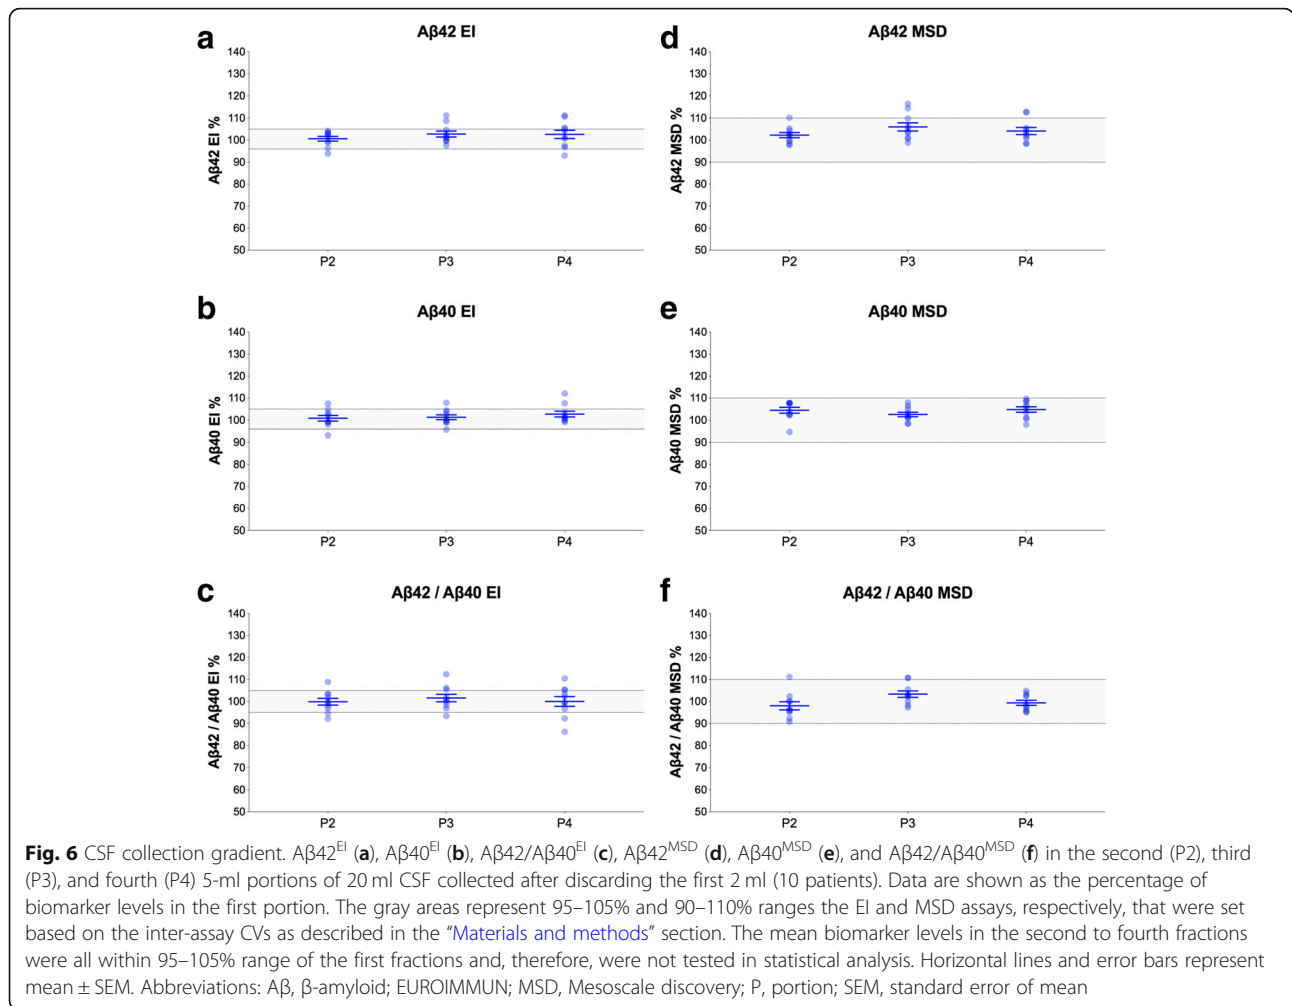 a
Aβ42 EI
Aβ42 EI %
140
130
120
110
100
90
80
70
60
50
P2
P3
P4
d
Aβ42 MSD
Aβ42 MSD %
140
130
120
110
100
90
80
70
60
50
P2
P3
P4
b
Aβ40 EI
Aβ40 EI %
140
130
120
110
100
90
80
70
60
50
P2
P3
P4
e
Aβ40 MSD
Aβ40 MSD %
140
130
120
110
100
90
80
70
60
50
P2
P3
P4
c
Aβ42 / Aβ40 EI
Aβ42 / Aβ40 EI %
140
130
120
110
100
90
80
70
60
50
P2
P3
P4
f
Aβ42 / Aβ40 MSD
Aβ42 / Aβ40 MSD %
140
130
120
110
100
90
80
70
60
50
P2
P3
P4
Fig. 6 CSF collection gradient. Aβ42^EI (a), Aβ40^EI (b), Aβ42/Aβ40^EI (c), Aβ42^MSD (d), Aβ40^MSD (e), and Aβ42/Aβ40^MSD (f) in the second (P2), third
(P3), and fourth (P4) 5-ml portions of 20 ml CSF collected after discarding the first 2 ml (10 patients). Data are shown as the percentage of
biomarker levels in the first portion. The gray areas represent 95–105% and 90–110% ranges the EI and MSD assays, respectively, that were set
based on the inter-assay CVs as described in the “Materials and methods” section. The mean biomarker levels in the second to fourth fractions
were all within 95–105% range of the first fractions and, therefore, were not tested in statistical analysis. Horizontal lines and error bars represent
mean ± SEM. Abbreviations: Aβ, β-amyloid; EUROIMMUN; MSD, Mesoscale discovery; P, portion; SEM, standard error of mean